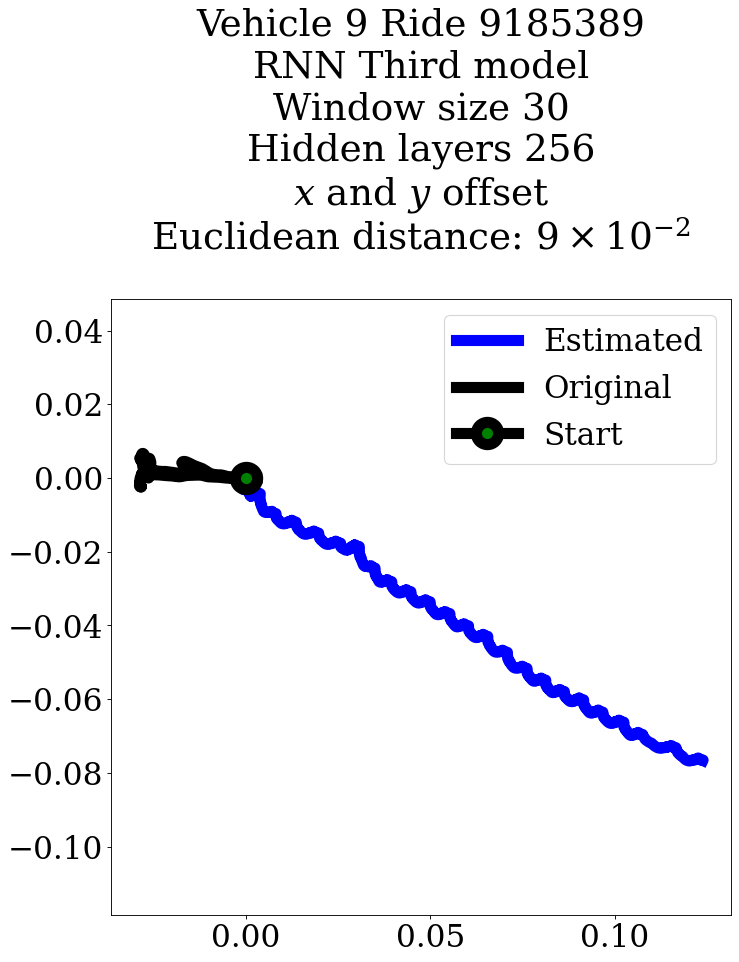 Vehicle 9 Ride 9185389
RNN Third model
Window size 30
Hidden layers 256
x and y offset
Euclidean distance: 9 × 10⁻²
Estimated
Original
Start
0.04
0.02
0.00
−0.02
−0.04
−0.06
−0.08
−0.10
0.00 0.05 0.10